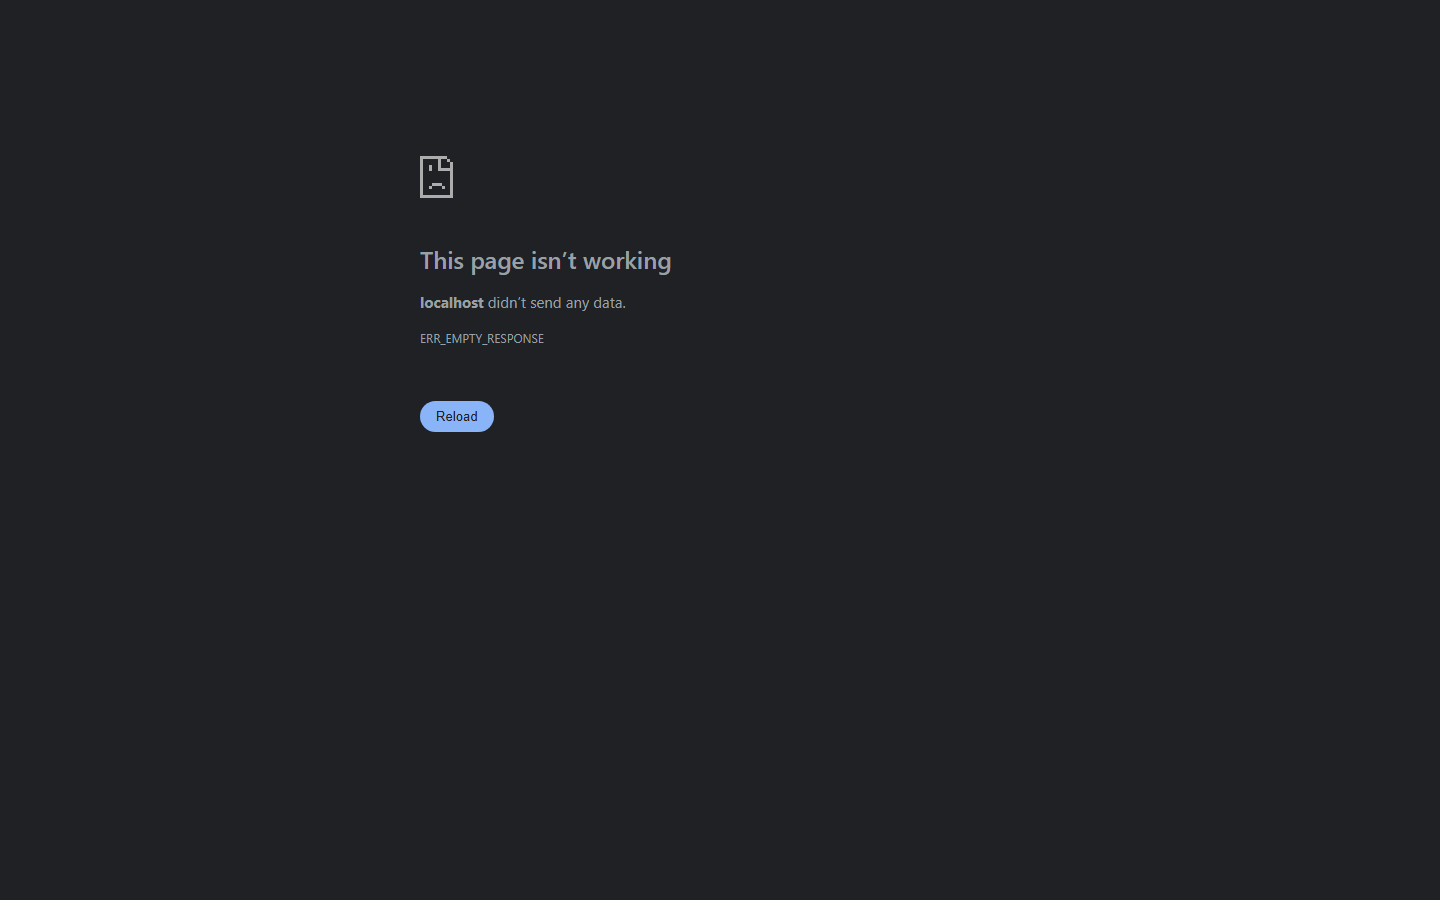 This page isn’t working
localhost didn’t send any data.
ERR_EMPTY_RESPONSE
Reload